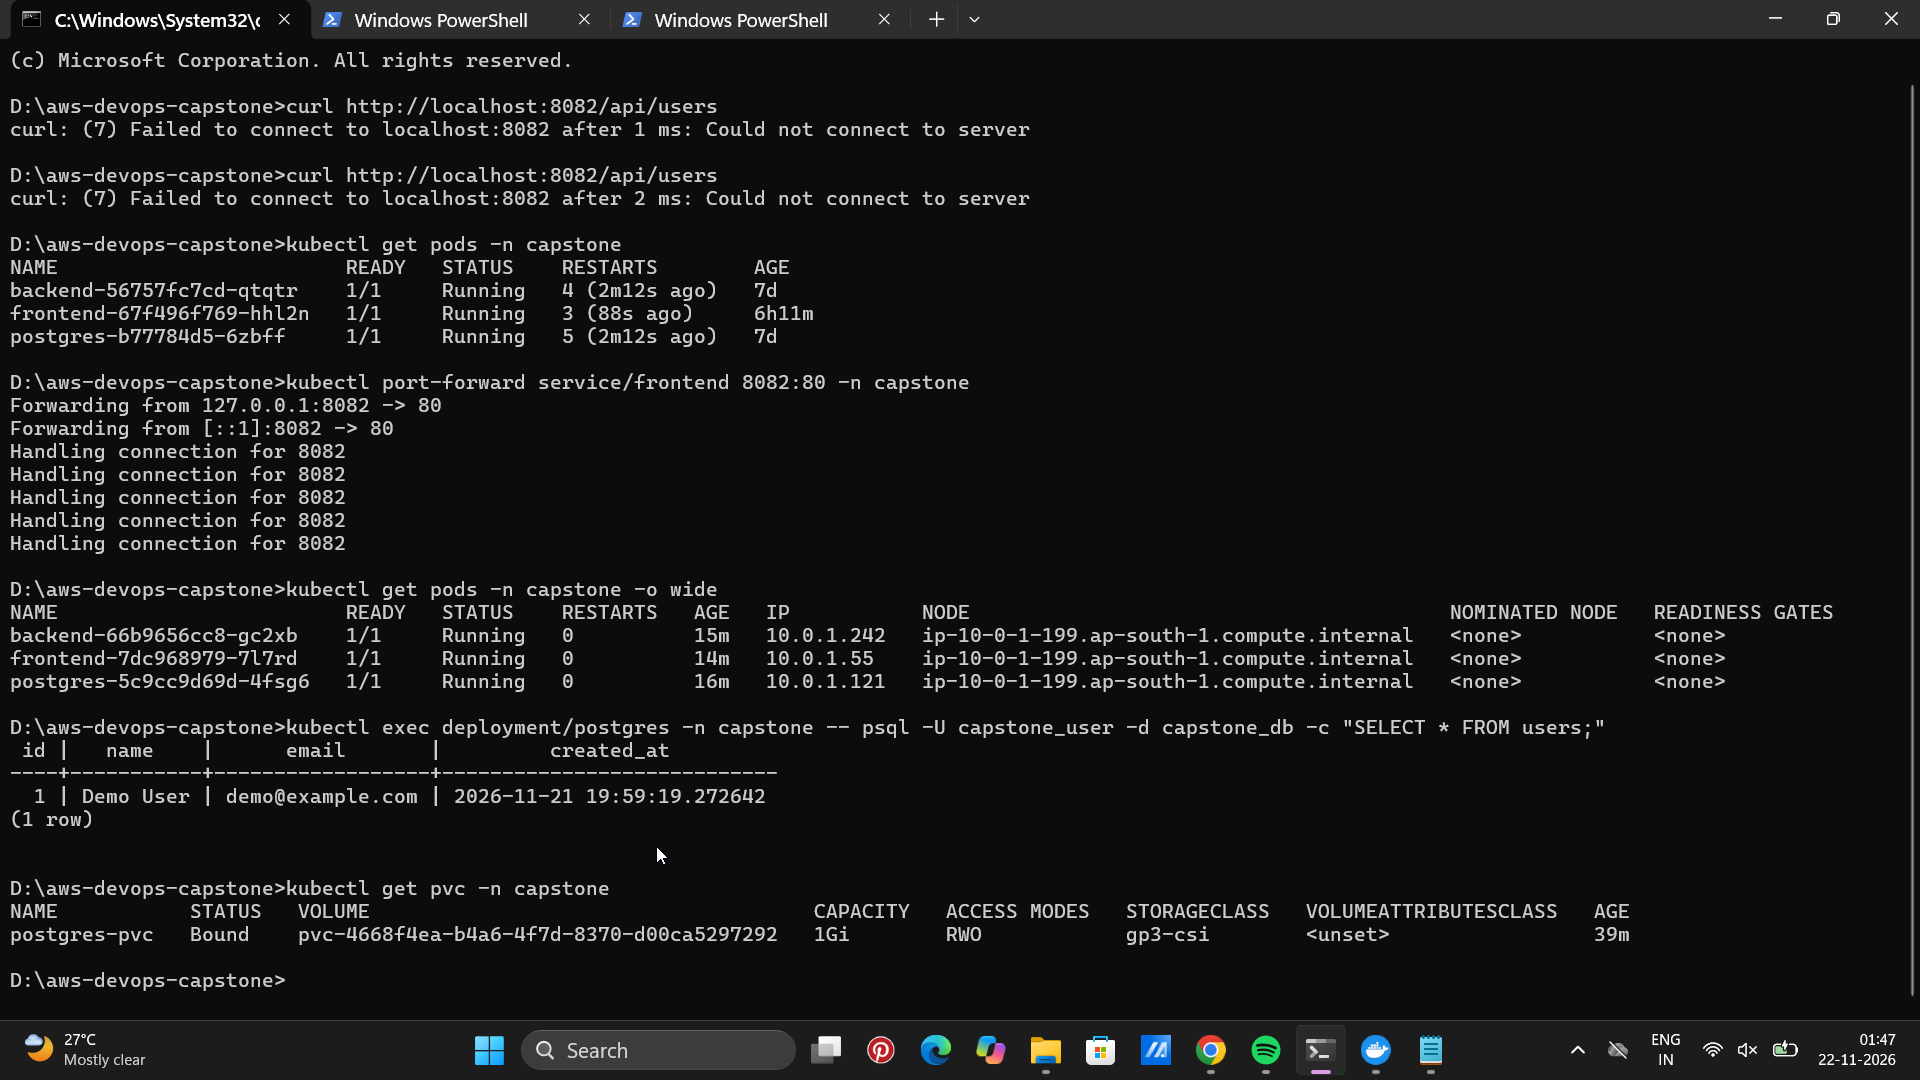 C:\Windows\System32\c
Windows PowerShell
Windows PowerShell
(c) Microsoft Corporation. All rights reserved.
D:\aws-devops-capstone>curl http://localhost:8082/api/users
curl: (7) Failed to connect to localhost:8082 after 1 ms: Could not connect to server
D:\aws-devops-capstone>curl http://localhost:8082/api/users
curl: (7) Failed to connect to localhost:8082 after 2 ms: Could not connect to server
D:\aws-devops-capstone>kubectl get pods -n capstone
NAME READY STATUS RESTARTS AGE
backend-56757fc7cd-qtqtr 1/1 Running 4 (2m12s ago) 7d
frontend-67f496f769-hhl2n 1/1 Running 3 (88s ago) 6h11m
postgres-b77784d5-6zbff 1/1 Running 5 (2m12s ago) 7d
D:\aws-devops-capstone>kubectl port-forward service/frontend 8082:80 -n capstone
Forwarding from 127.0.0.1:8082 -> 80
Forwarding from [::1]:8082 -> 80
Handling connection for 8082
Handling connection for 8082
Handling connection for 8082
Handling connection for 8082
Handling connection for 8082
D:\aws-devops-capstone>kubectl get pods -n capstone -o wide
NAME READY STATUS RESTARTS AGE IP NODE NOMINATED NODE READINESS GATES
backend-66b9656cc8-gc2xb 1/1 Running 0 15m 10.0.1.242 ip-10-0-1-199.ap-south-1.compute.internal <none> <none>
frontend-7dc968979-7l7rd 1/1 Running 0 14m 10.0.1.55 ip-10-0-1-199.ap-south-1.compute.internal <none> <none>
postgres-5c9cc9d69d-4fsg6 1/1 Running 0 16m 10.0.1.121 ip-10-0-1-199.ap-south-1.compute.internal <none> <none>
D:\aws-devops-capstone>kubectl exec deployment/postgres -n capstone -- psql -U capstone_user -d capstone_db -c "SELECT * FROM users;"
id | name | email | created_at
----+-----------+------------------+----------------------------
1 | Demo User | demo@example.com | 2026-11-21 19:59:19.272642
(1 row)
D:\aws-devops-capstone>kubectl get pvc -n capstone
NAME STATUS VOLUME CAPACITY ACCESS MODES STORAGECLASS VOLUMEATTRIBUTESCLASS AGE
postgres-pvc Bound pvc-4668f4ea-b4a6-4f7d-8370-d00ca5297292 1Gi RWO gp3-csi <unset> 39m
D:\aws-devops-capstone>
27°C
Mostly clear
Search
ENG
IN
01:47
22-11-2026